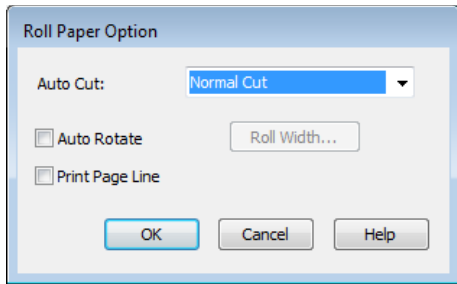 Roll Paper Option
Auto Cut: Normal Cut
Auto Rotate Roll Width...
Print Page Line
OK Cancel Help